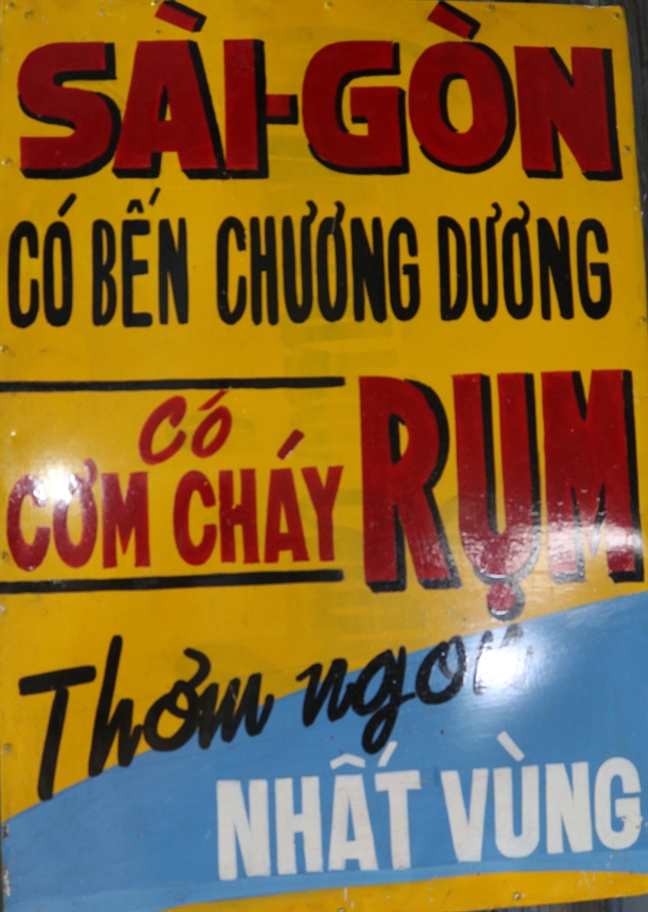 SÀI-GÒN
CÓ BẾN CHƯƠNG DƯƠNG
Có
CƠM CHÁY RỤM
Thơm ngon
NHẤT VÙNG